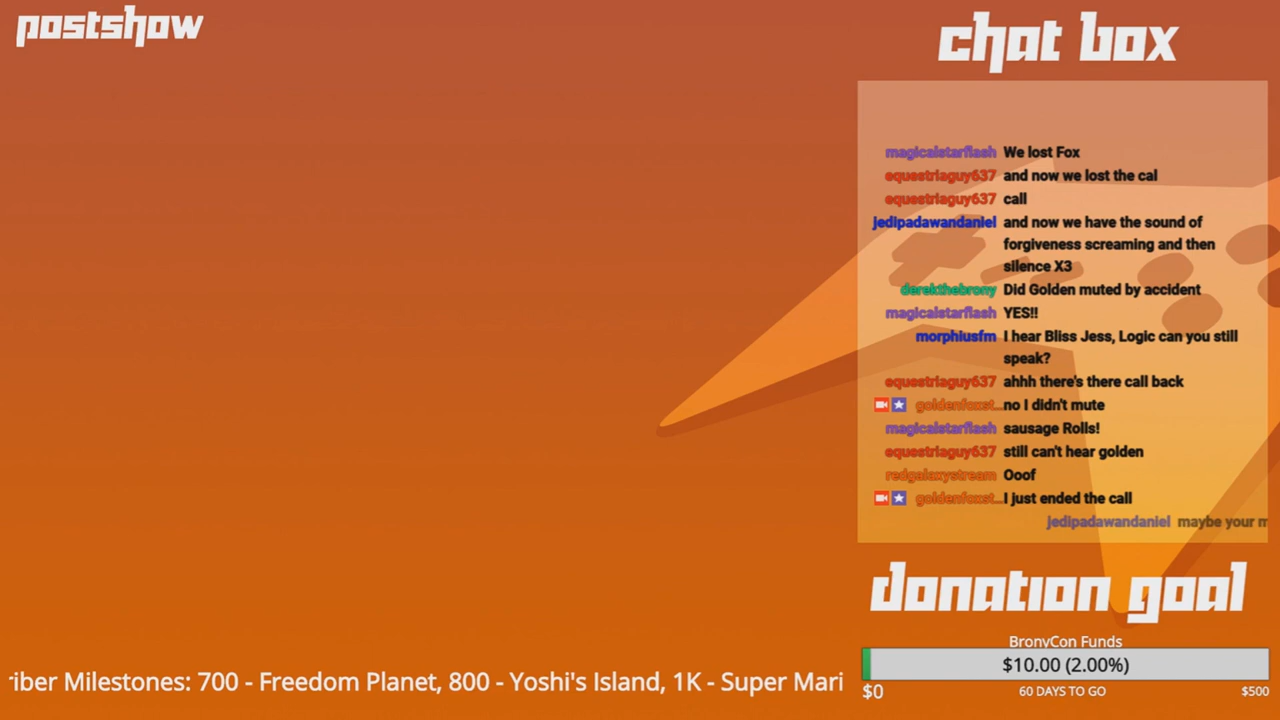 postshow
chat box
magicalstarflash We lost Fox
equestriaguy637 and now we lost the cal
equestriaguy637 call
jedipadawandaniel and now we have the sound of
forgiveness screaming and then
silence X3
derekthebrony Did Golden muted by accident
magicalstarflash YES!!
morphiusfm I hear Bliss Jess, Logic can you still
speak?
equestriaguy637 ahhh there's there call back
goldenfoxst... no I didn't mute
magicalstarflash sausage Rolls!
equestriaguy637 still can't hear golden
redgalaxystream Ooof
goldenfoxst... I just ended the call
jedipadawandaniel maybe your m
donation goal
BronyCon Funds
$10.00 (2.00%)
$0 60 DAYS TO GO $500
riber Milestones: 700 - Freedom Planet, 800 - Yoshi's Island, 1K - Super Mari